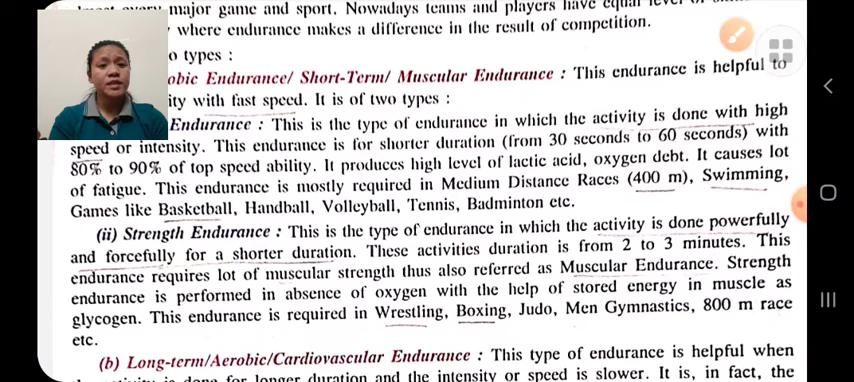 major game and sport. Nowadays teams and players have equal level of
where endurance makes a difference in the result of competition.
o types :
obic Endurance/ Short-Term/ Muscular Endurance : This endurance is helpful to
ity with fast speed. It is of two types :
Endurance : This is the type of endurance in which the activity is done with high
speed or intensity. This endurance is for shorter duration (from 30 seconds to 60 seconds) with
80% to 90% of top speed ability. It produces high level of lactic acid, oxygen debt. It causes lot
of fatigue. This endurance is mostly required in Medium Distance Races (400 m), Swimming,
Games like Basketball, Handball, Volleyball, Tennis, Badminton etc.
(ii) Strength Endurance : This is the type of endurance in which the activity is done powerfully
and forcefully for a shorter duration. These activities duration is from 2 to 3 minutes. This
endurance requires lot of muscular strength thus also referred as Muscular Endurance. Strength
endurance is performed in absence of oxygen with the help of stored energy in muscle as
glycogen. This endurance is required in Wrestling, Boxing, Judo, Men Gymnastics, 800 m race
etc.
(b) Long-term/Aerobic/Cardiovascular Endurance : This type of endurance is helpful when
the activity is done for longer duration and the intensity or speed is slower. It is, in fact, the